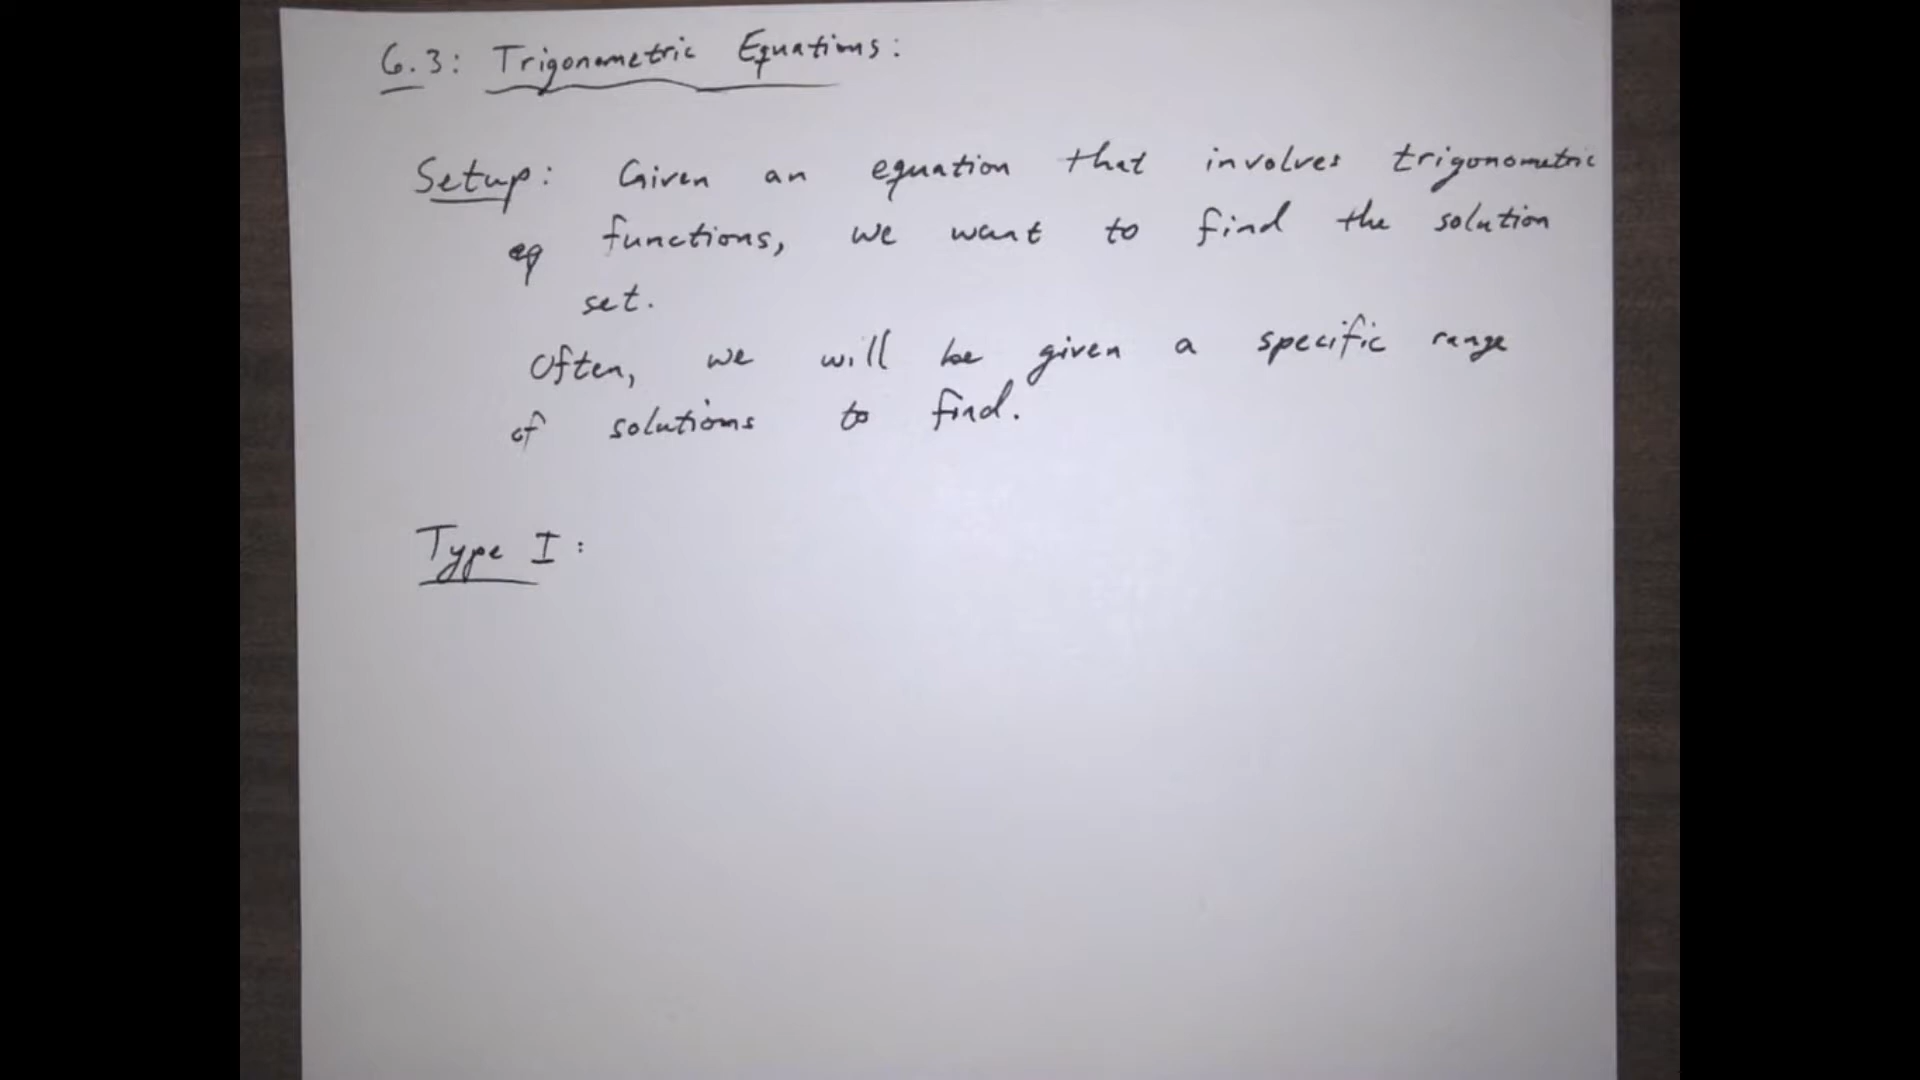 6.3: Trigonometric Equations:
Setup: Given an equation that involves trigonometric
eq functions, we want to find the solution
set.
Often, we will be given a specific range
of solutions to find.
Type I: